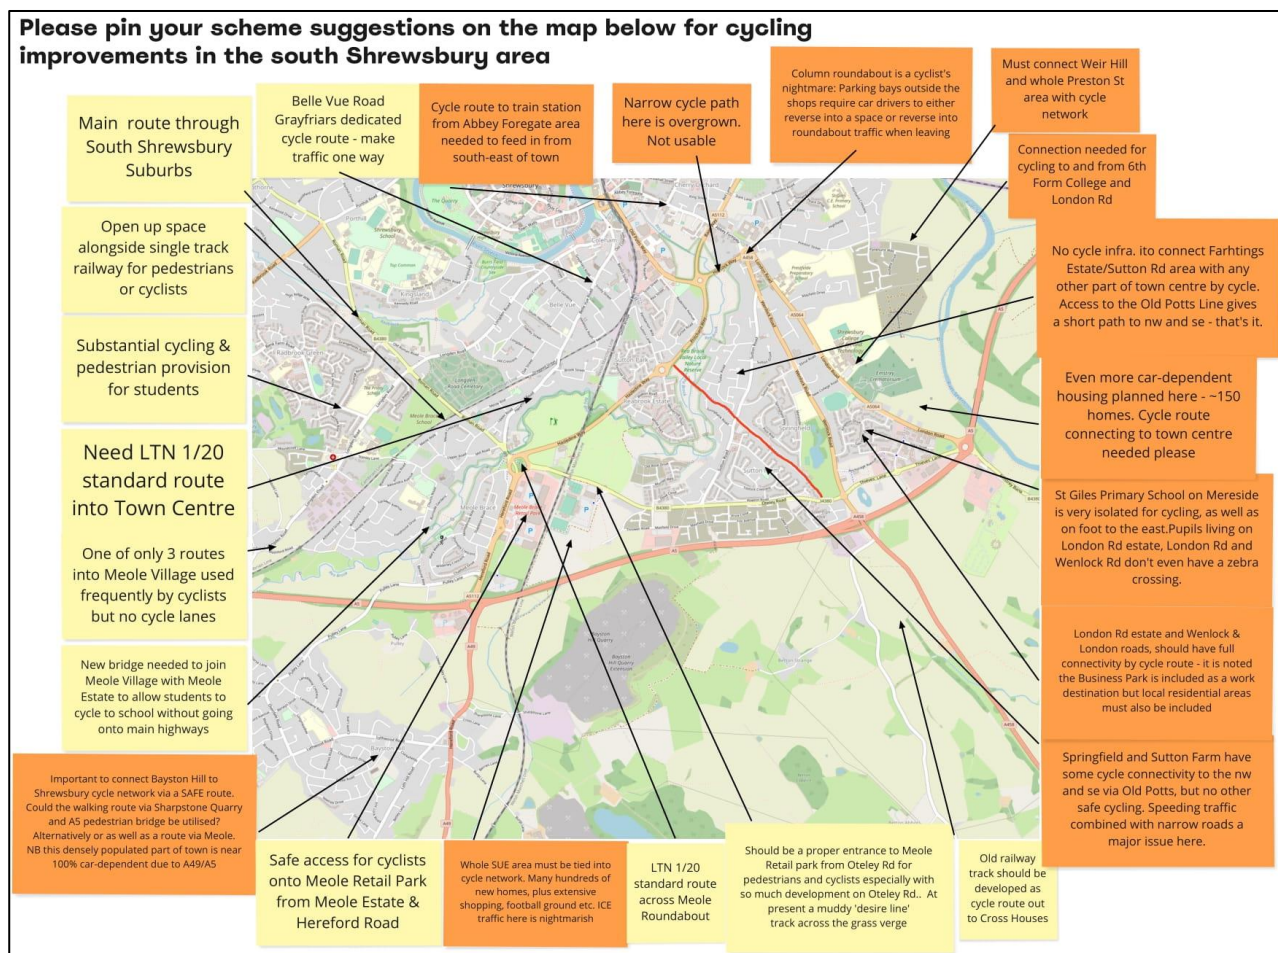 Please pin your scheme suggestions on the map below for cycling
improvements in the south Shrewsbury area
Main route through
South Shrewsbury
Suburbs
Belle Vue Road
Grayfriars dedicated
cycle route - make
traffic one way
Cycle route to train station
from Abbey Foregate area
needed to feed in from
south-east of town
Narrow cycle path
here is overgrown.
Not usable
Column roundabout is a cyclist's
nightmare: Parking bays outside the
shops require car drivers to either
reverse into a space or reverse into
roundabout traffic when leaving
Must connect Weir Hill
and whole Preston St
area with cycle
network
Connection needed for
cycling to and from 6th
Form College and
London Rd
Open up space
alongside single track
railway for pedestrians
or cyclists
No cycle infra. ito connect Farhtings
Estate/Sutton Rd area with any
other part of town centre by cycle.
Access to the Old Potts Line gives
a short path to nw and se - that's it.
Substantial cycling &
pedestrian provision
for students
Even more car-dependent
housing planned here - ~150
homes. Cycle route
connecting to town centre
needed please
Need LTN 1/20
standard route
into Town Centre
St Giles Primary School on Mereside
is very isolated for cycling, as well as
on foot to the east.Pupils living on
London Rd estate, London Rd and
Wenlock Rd don't even have a zebra
crossing.
One of only 3 routes
into Meole Village used
frequently by cyclists
but no cycle lanes
London Rd estate and Wenlock &
London roads, should have full
connectivity by cycle route - it is noted
the Business Park is included as a work
destination but local residential areas
must also be included
New bridge needed to join
Meole Village with Meole
Estate to allow students to
cycle to school without going
onto main highways
Springfield and Sutton Farm have
some cycle connectivity to the nw
and se via Old Potts, but no other
safe cycling. Speeding traffic
combined with narrow roads a
major issue here.
Important to connect Bayston Hill to
Shrewsbury cycle network via a SAFE route.
Could the walking route via Sharpstone Quarry
and A5 pedestrian bridge be utilised?
Alternatively or as well as a route via Meole.
NB this densely populated part of town is near
100% car-dependent due to A49/A5
Safe access for cyclists
onto Meole Retail Park
from Meole Estate &
Hereford Road
Whole SUE area must be tied into
cycle network. Many hundreds of
new homes, plus extensive
shopping, football ground etc. ICE
traffic here is nightmarish
LTN 1/20
standard route
across Meole
Roundabout
Should be a proper entrance to Meole
Retail park from Oteley Rd for
pedestrians and cyclists especially with
so much development on Oteley Rd.. At
present a muddy 'desire line'
track across the grass verge
Old railway
track should be
developed as
cycle route out
to Cross Houses
Shrewsbury
Coleham
Belle Vue
Meole Brace
Sutton
Bayston Hill
London Road